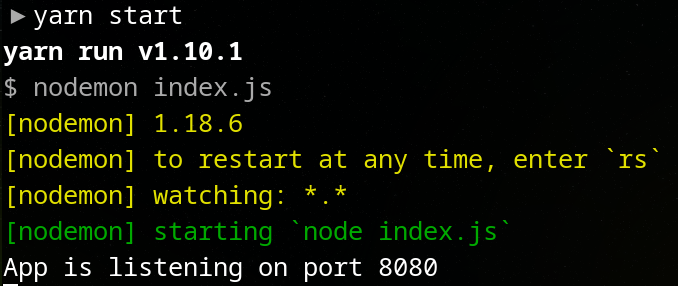 ▶ yarn start
yarn run v1.10.1
$ nodemon index.js
[nodemon] 1.18.6
[nodemon] to restart at any time, enter `rs`
[nodemon] watching: *.*
[nodemon] starting `node index.js`
App is listening on port 8080